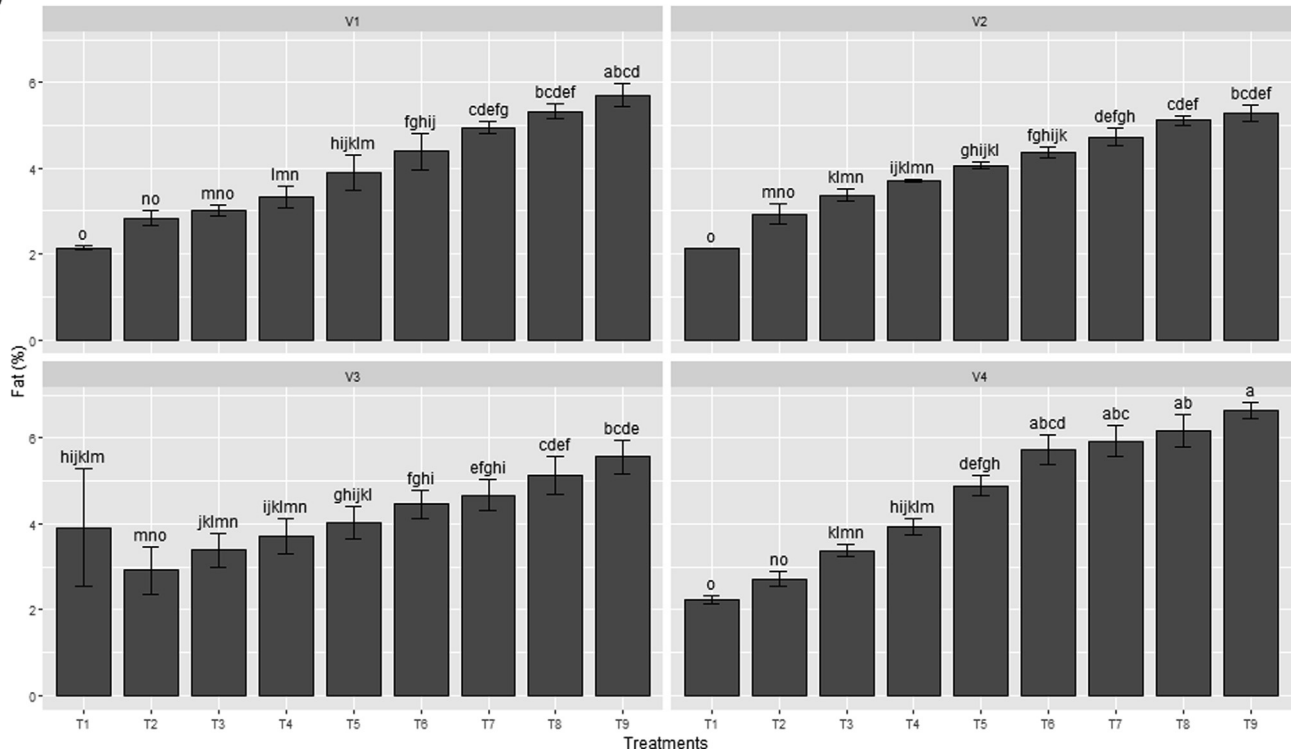 V1
V2
Fat (%)
6
4
2
0
o
no
mno
lmn
hijklm
fghij
cdefg
bcdef
abcd
o
mno
klmn
ijklmn
ghijkl
fghijk
defgh
cdef
bcdef
V3
V4
6
4
2
0
hijklm
mno
jklmn
ijklmn
ghijkl
fghi
efghi
cdef
bcde
o
no
klmn
hijklm
defgh
abcd
abc
ab
a
T1 T2 T3 T4 T5 T6 T7 T8 T9
T1 T2 T3 T4 T5 T6 T7 T8 T9
Treatments